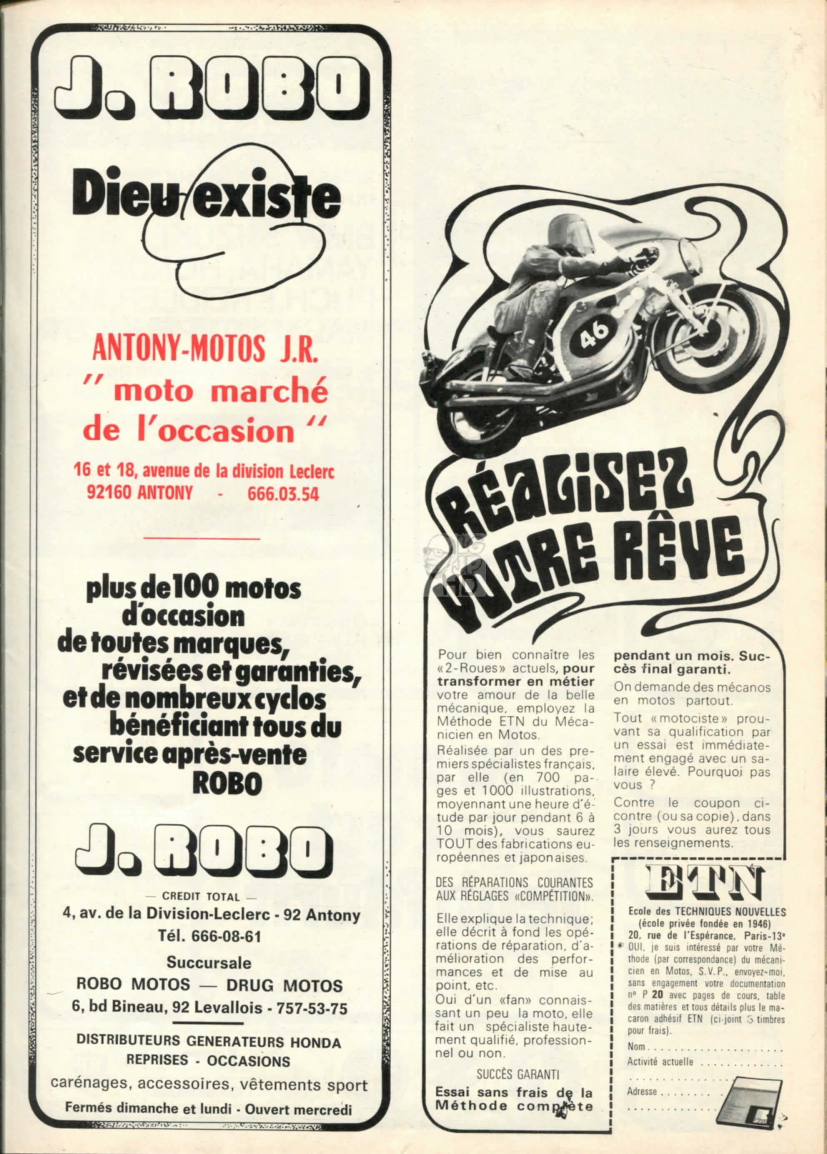 J. ROBO
Dieu existe
ANTONY-MOTOS J.R.
" moto marché
de l'occasion "
16 et 18, avenue de la division Leclerc
92160 ANTONY - 666.03.54
plus de 100 motos
d'occasion
de toutes marques,
révisées et garanties,
et de nombreux cyclos
bénéficiant tous du
service après-vente
ROBO
J. ROBO
— CREDIT TOTAL —
4, av. de la Division-Leclerc - 92 Antony
Tél. 666-08-61
Succursale
ROBO MOTOS — DRUG MOTOS
6, bd Bineau, 92 Levallois - 757-53-75
DISTRIBUTEURS GENERATEURS HONDA
REPRISES - OCCASIONS
carénages, accessoires, vêtements sport
Fermés dimanche et lundi - Ouvert mercredi
46
RÉALISEZ
VOTRE RÊVE
Pour bien connaître les
«2-Roues» actuels, pour
transformer en métier
votre amour de la belle
mécanique, employez la
Méthode ETN du Méca-
nicien en Motos.
Réalisée par un des pre-
miers spécialistes français,
par elle (en 700 pa-
ges et 1000 illustrations,
moyennant une heure d'é-
tude par jour pendant 6 à
10 mois), vous saurez
TOUT des fabrications eu-
ropéennes et japonaises.
DES RÉPARATIONS COURANTES
AUX RÉGLAGES «COMPÉTITION».
Elle explique la technique;
elle décrit à fond les opé-
rations de réparation, d'a-
mélioration des perfor-
mances et de mise au
point, etc.
Oui d'un «fan» connais-
sant un peu la moto, elle
fait un spécialiste haute-
ment qualifié, profession-
nel ou non.
SUCCÈS GARANTI
Essai sans frais de la
Méthode complète
pendant un mois. Suc-
cès final garanti.
On demande des mécanos
en motos partout.
Tout «motociste» prou-
vant sa qualification par
un essai est immédiate-
ment engagé avec un sa-
laire élevé. Pourquoi pas
vous ?
Contre le coupon ci-
contre (ou sa copie), dans
3 jours vous aurez tous
les renseignements.
ETN
Ecole des TECHNIQUES NOUVELLES
(école privée fondée en 1946)
20, rue de l'Espérance, Paris-13e
OUI, je suis intéressé par votre Mé-
thode (par correspondance) du mécani-
cien en Motos, S.V.P., envoyez-moi,
sans engagement votre documentation
n° P 20 avec pages de cours, table
des matières et tous détails plus le ma-
caron adhésif ETN (ci-joint 3 timbres
pour frais).
Nom
Activité actuelle
Adresse